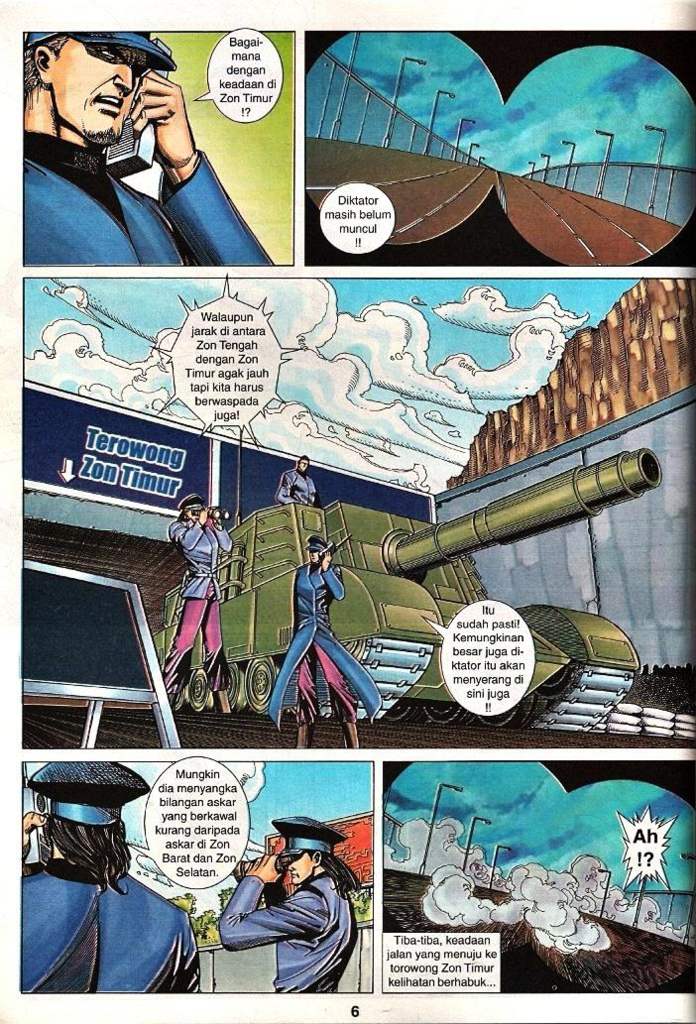 Bagai-
mana
dengan
keadaan di
Zon Timur
!?
Diktator
masih belum
muncul
!!
Walaupun
jarak di antara
Zon Tengah
dengan Zon
Timur agak jauh
tapi kita harus
berwaspada
juga!
Terowong
Zon Timur
Itu
sudah pasti!
Kemungkinan
besar juga di-
ktator itu akan
menyerang di
sini juga
!!
Mungkin
dia menyangka
bilangan askar
yang berkawal
kurang daripada
askar di Zon
Barat dan Zon
Selatan.
Ah
!?
Tiba-tiba, keadaan
jalan yang menuju ke
torowong Zon Timur
kelihatan berhabuk...
6